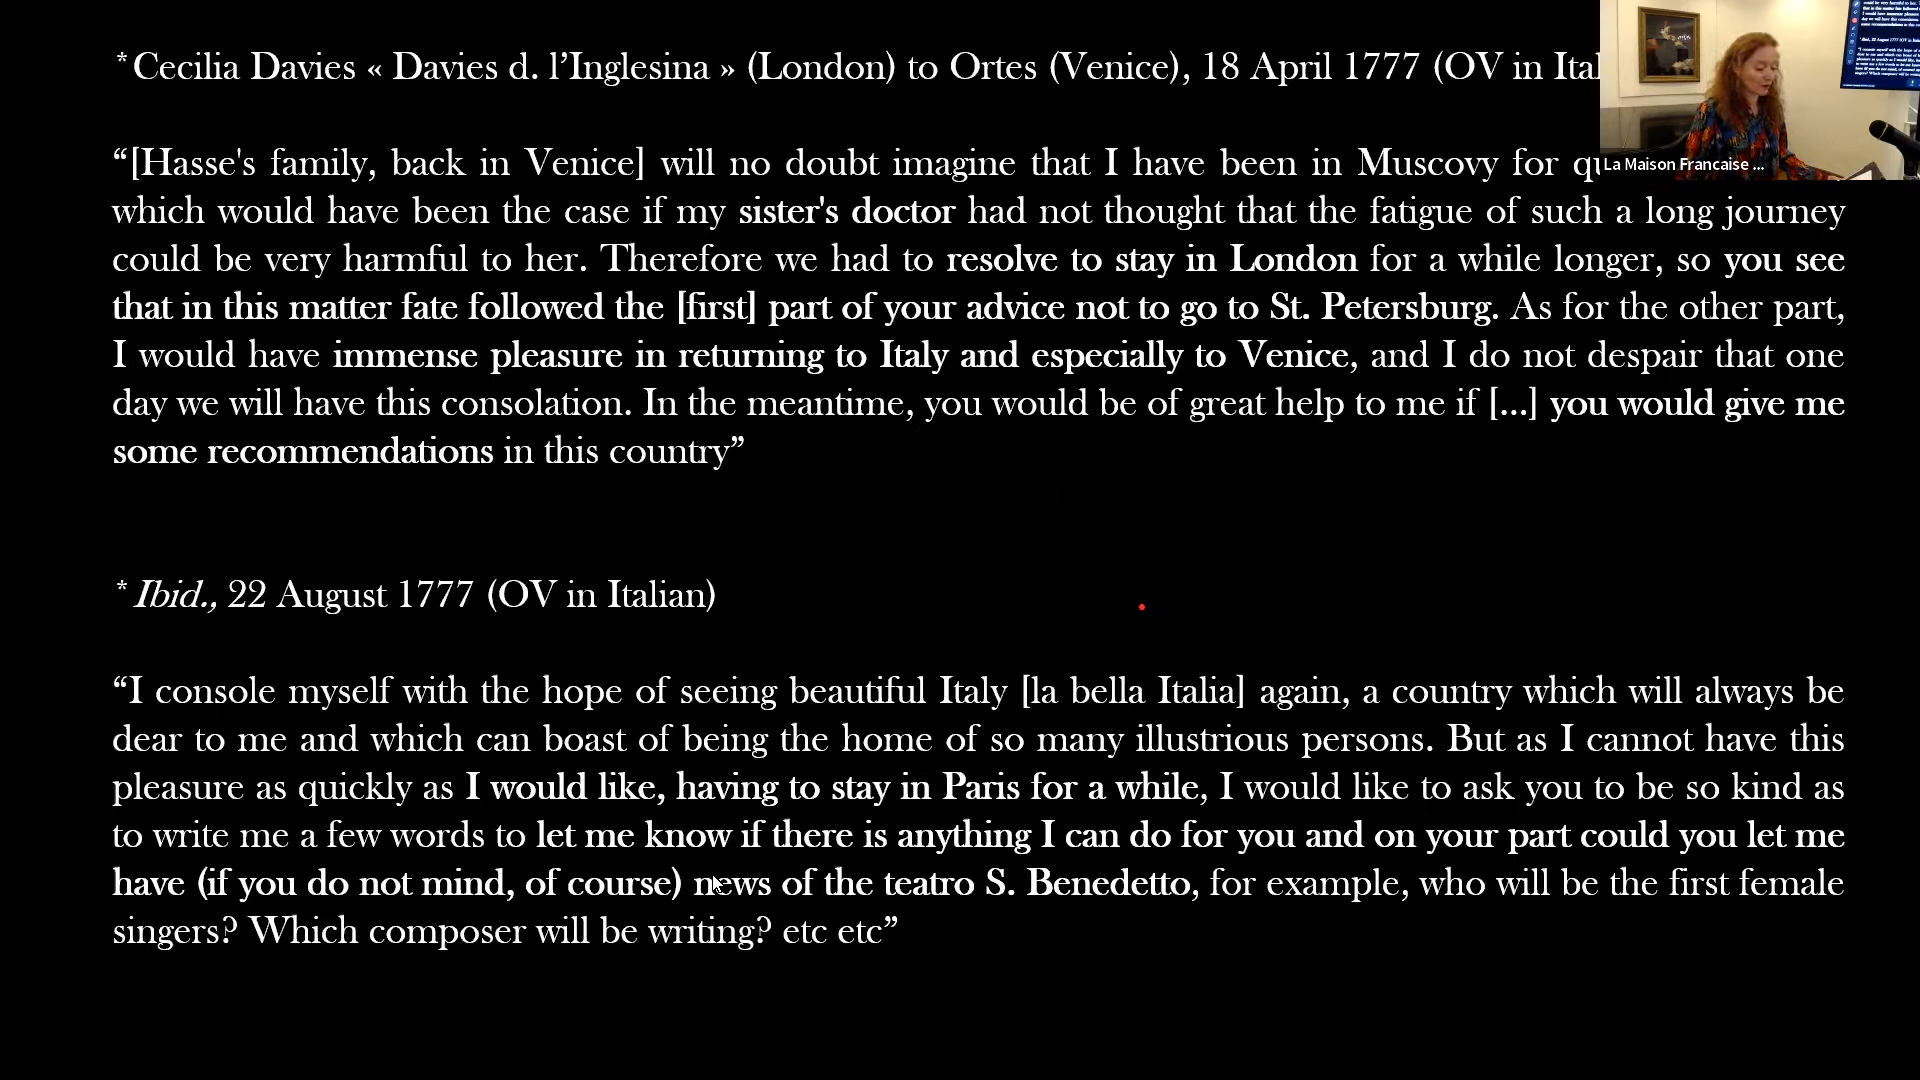 *Cecilia Davies « Davies d. l’Inglesina » (London) to Ortes (Venice), 18 April 1777 (OV in
“[Hasse's family, back in Venice] will no doubt imagine that I have been in Muscovy for
La Maison Francaise ...
which would have been the case if my sister's doctor had not thought that the fatigue of such a long journey
could be very harmful to her. Therefore we had to resolve to stay in London for a while longer, so you see
that in this matter fate followed the [first] part of your advice not to go to St. Petersburg. As for the other part,
I would have immense pleasure in returning to Italy and especially to Venice, and I do not despair that one
day we will have this consolation. In the meantime, you would be of great help to me if [...] you would give me
some recommendations in this country”
*Ibid., 22 August 1777 (OV in Italian)
“I console myself with the hope of seeing beautiful Italy [la bella Italia] again, a country which will always be
dear to me and which can boast of being the home of so many illustrious persons. But as I cannot have this
pleasure as quickly as I would like, having to stay in Paris for a while, I would like to ask you to be so kind as
to write me a few words to let me know if there is anything I can do for you and on your part could you let me
have (if you do not mind, of course) news of the teatro S. Benedetto, for example, who will be the first female
singers? Which composer will be writing? etc etc”